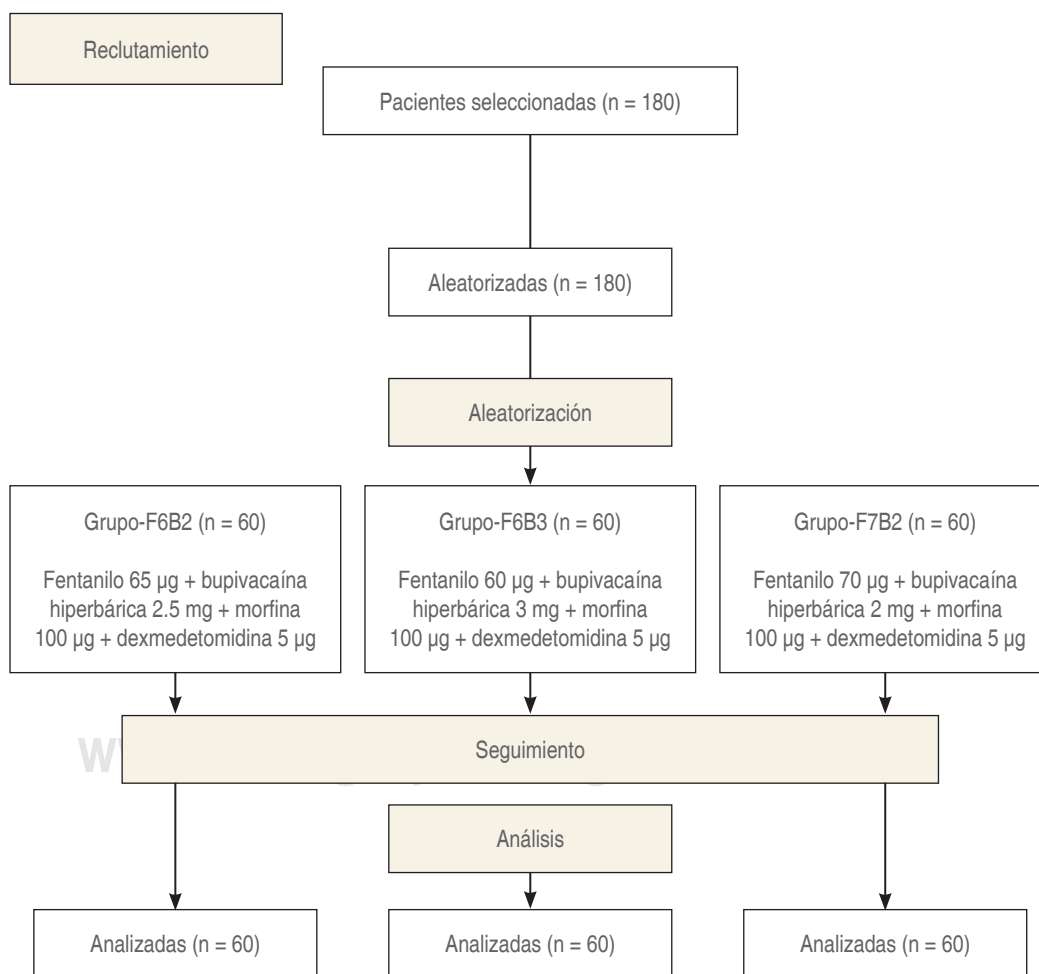 Reclutamiento
Pacientes seleccionadas (n = 180)
Aleatorizadas (n = 180)
Aleatorización
Grupo-F6B2 (n = 60)
Fentanilo 65 µg + bupivacaína
hiperbárica 2.5 mg + morfina
100 µg + dexmedetomidina 5 µg
Grupo-F6B3 (n = 60)
Fentanilo 60 µg + bupivacaína
hiperbárica 3 mg + morfina
100 µg + dexmedetomidina 5 µg
Grupo-F7B2 (n = 60)
Fentanilo 70 µg + bupivacaína
hiperbárica 2 mg + morfina
100 µg + dexmedetomidina 5 µg
Seguimiento
Análisis
Analizadas (n = 60)
Analizadas (n = 60)
Analizadas (n = 60)